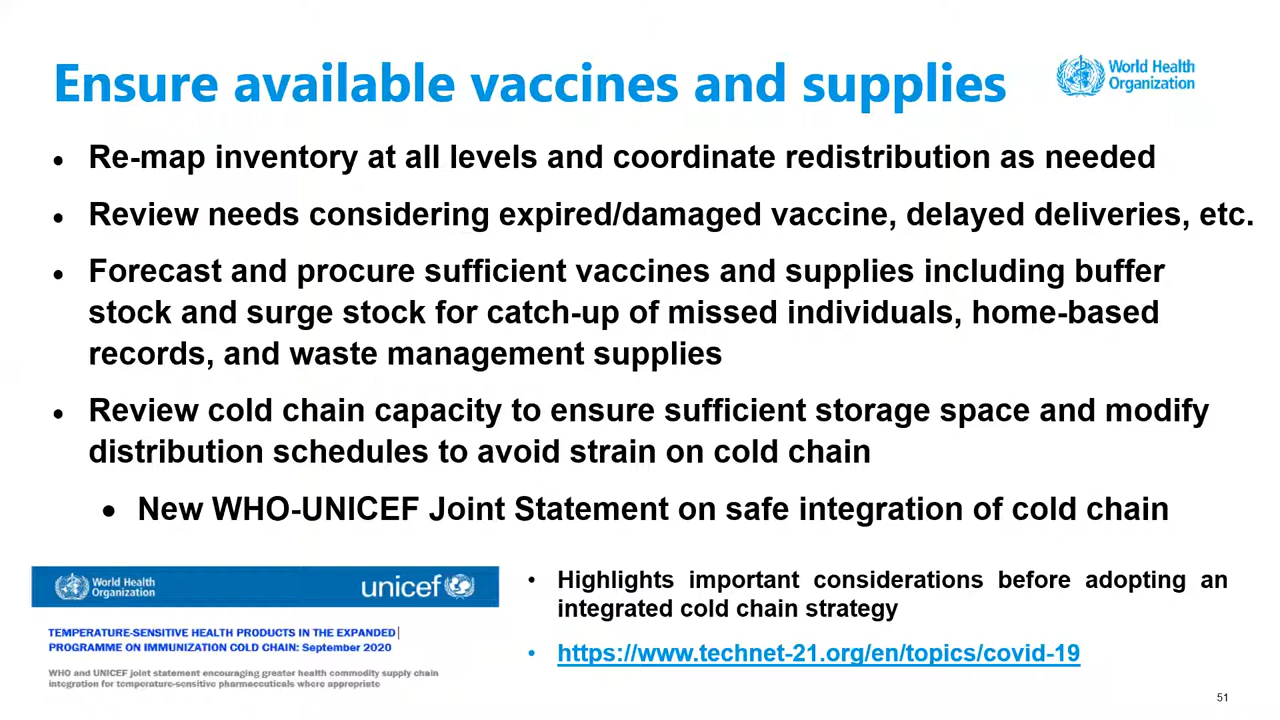 Ensure available vaccines and supplies
World Health
Organization
• Re-map inventory at all levels and coordinate redistribution as needed
• Review needs considering expired/damaged vaccine, delayed deliveries, etc.
• Forecast and procure sufficient vaccines and supplies including buffer
stock and surge stock for catch-up of missed individuals, home-based
records, and waste management supplies
• Review cold chain capacity to ensure sufficient storage space and modify
distribution schedules to avoid strain on cold chain
• New WHO-UNICEF Joint Statement on safe integration of cold chain
World Health
Organization
unicef
TEMPERATURE-SENSITIVE HEALTH PRODUCTS IN THE EXPANDED
PROGRAMME ON IMMUNIZATION COLD CHAIN: September 2020
WHO and UNICEF joint statement encouraging greater health commodity supply chain
integration for temperature-sensitive pharmaceuticals where appropriate
• Highlights important considerations before adopting an
integrated cold chain strategy
• https://www.technet-21.org/en/topics/covid-19
51